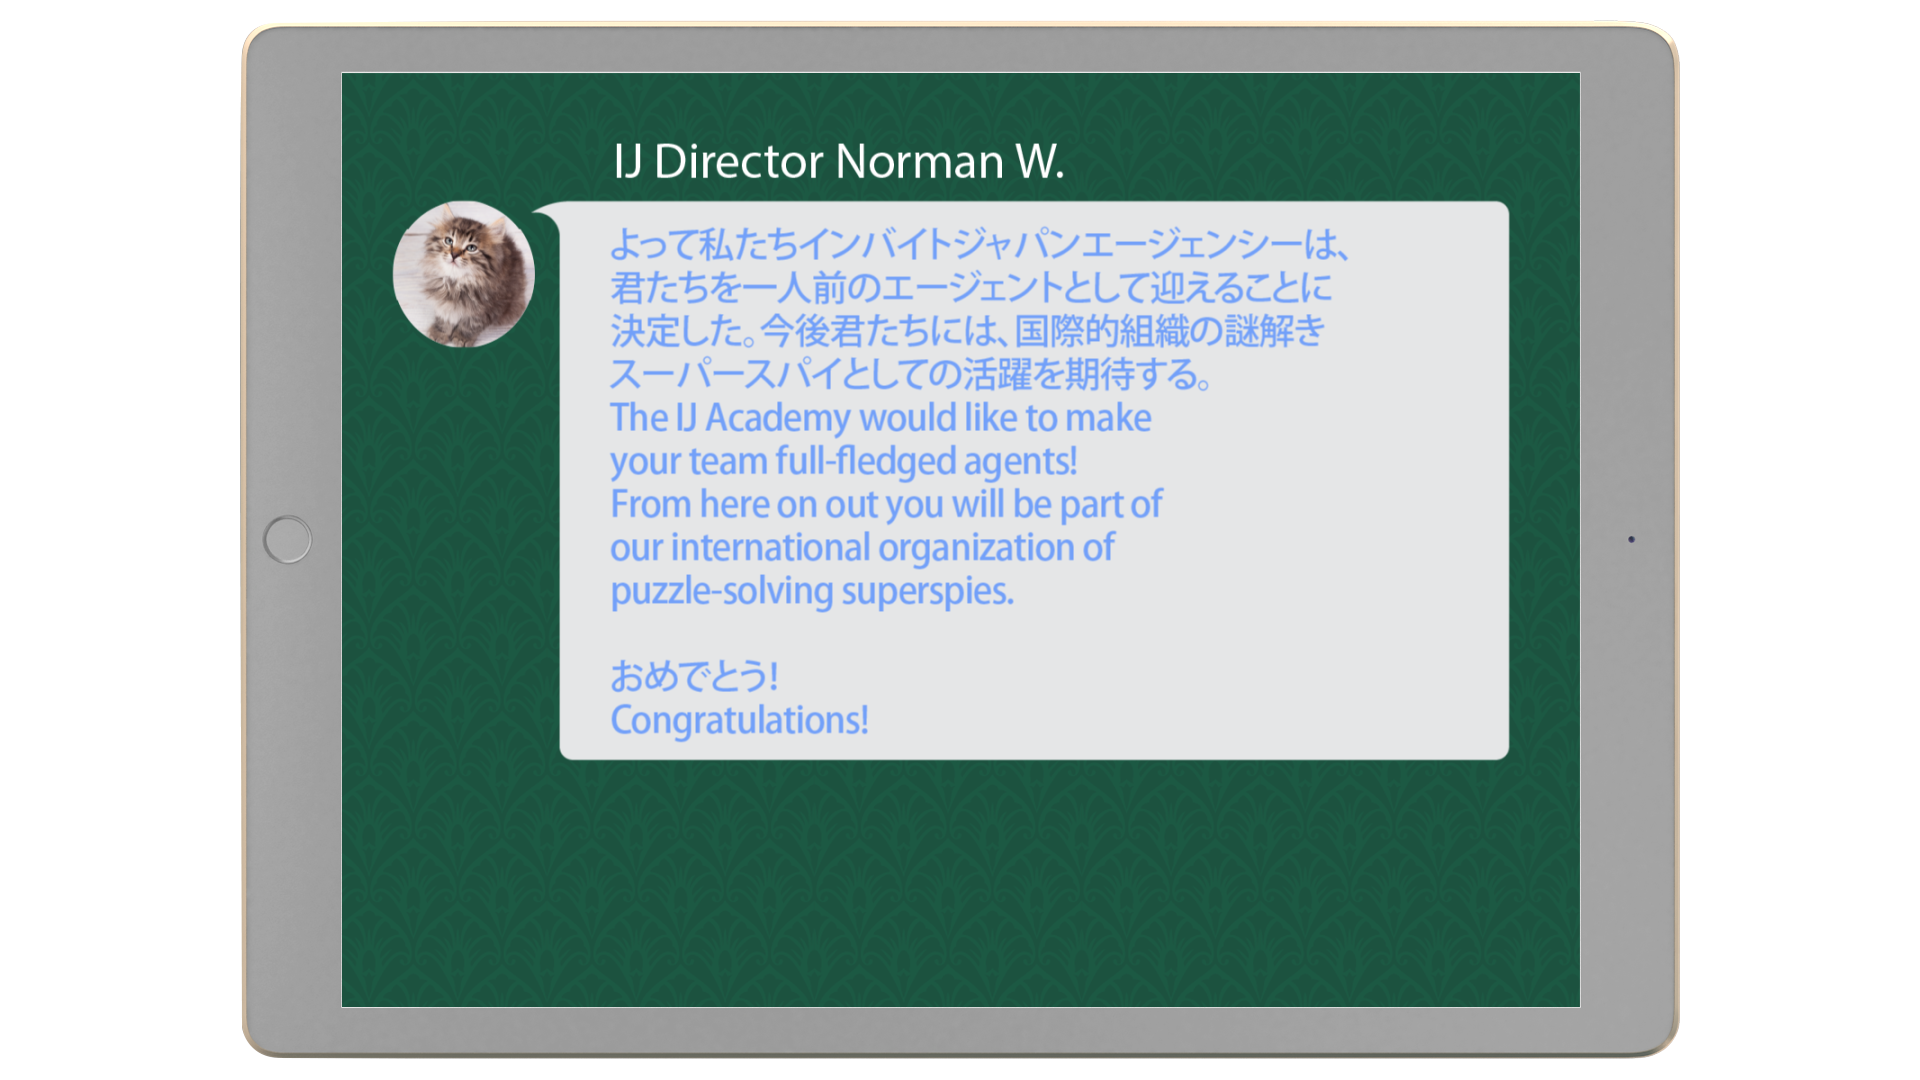 IJ Director Norman W.
よって私たちインバイトジャパンエージェンシーは、
君たちを一人前のエージェントとして迎えることに
決定した。今後君たちには、国際的組織の謎解き
スーパースパイとしての活躍を期待する。
The IJ Academy would like to make
your team full-fledged agents!
From here on out you will be part of
our international organization of
puzzle-solving superspies.
おめでとう!
Congratulations!